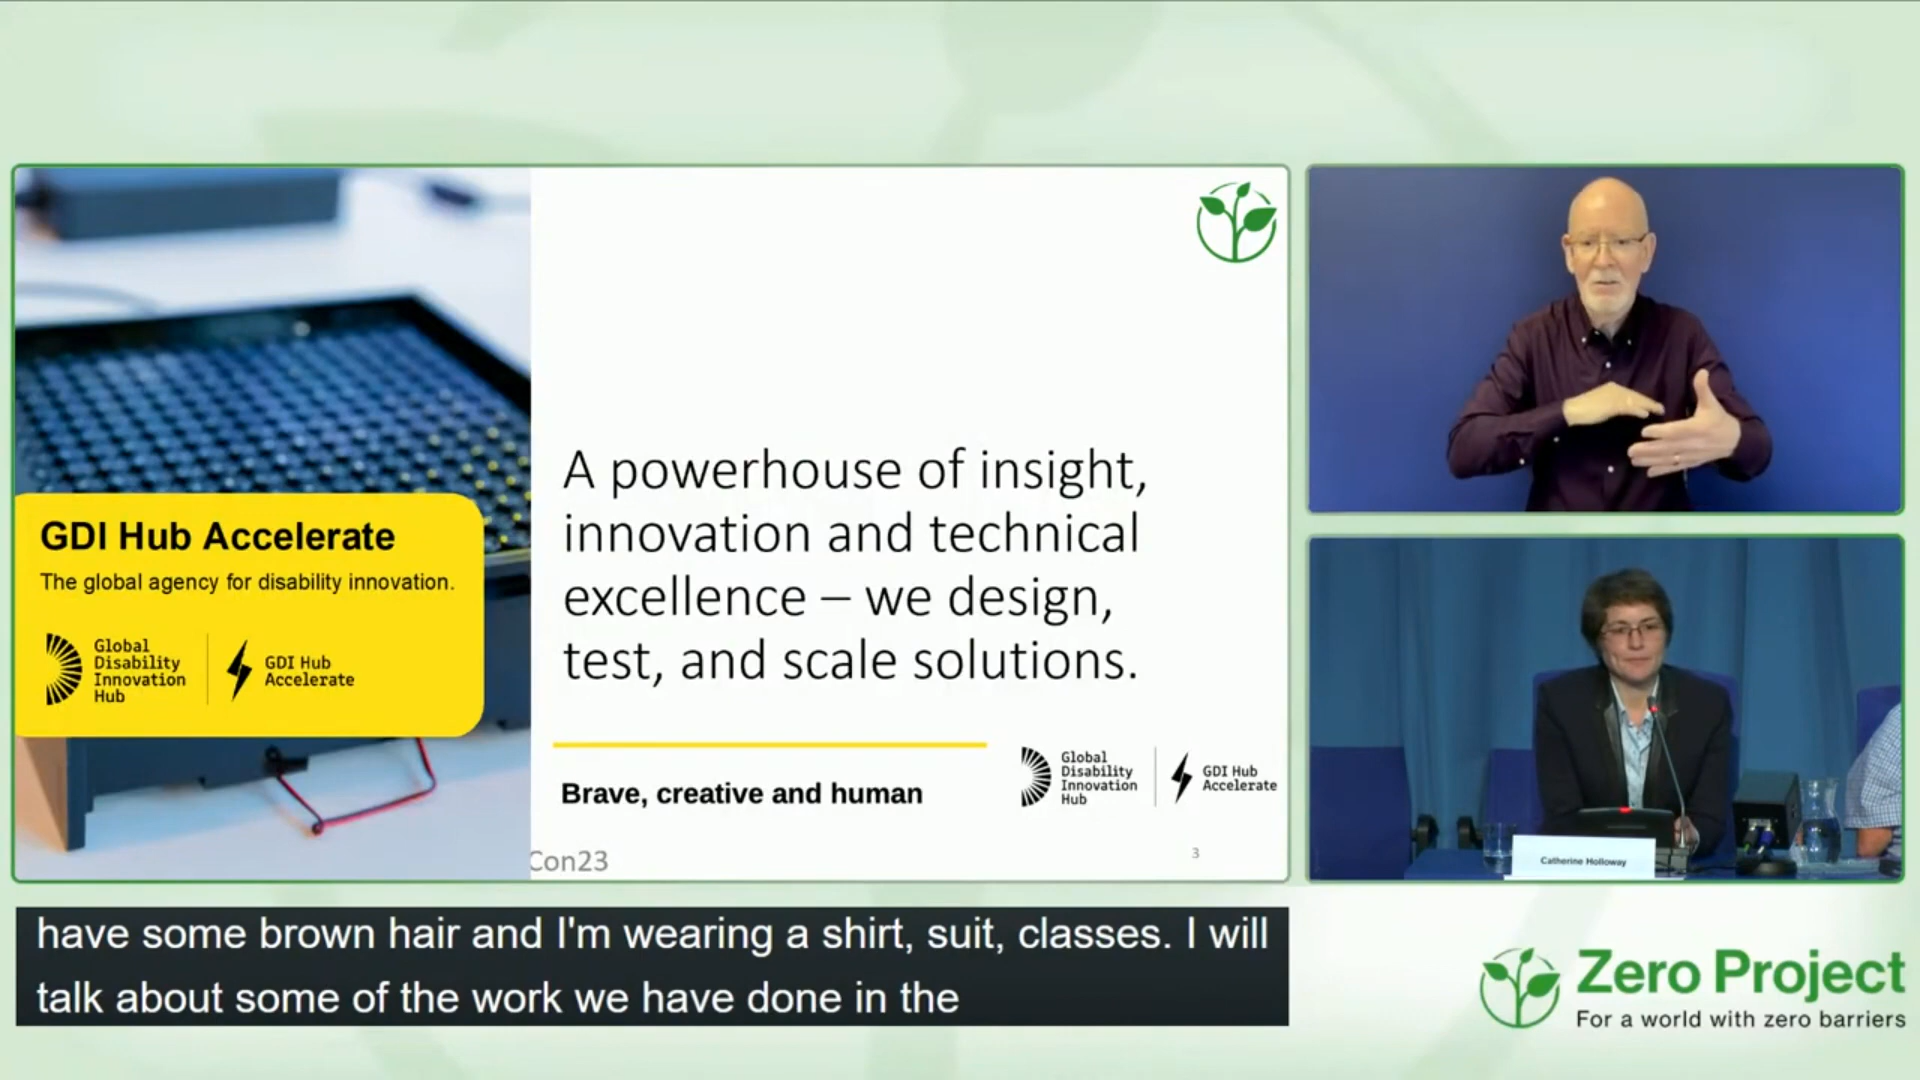 GDI Hub Accelerate
The global agency for disability innovation.
Global
Disability
Innovation
Hub
GDI Hub
Accelerate
A powerhouse of insight,
innovation and technical
excellence – we design,
test, and scale solutions.
Brave, creative and human
Global
Disability
Innovation
Hub
GDI Hub
Accelerate
Con23
3
Catherine Holloway
have some brown hair and I'm wearing a shirt, suit, classes. I will
talk about some of the work we have done in the
Zero Project
For a world with zero barriers